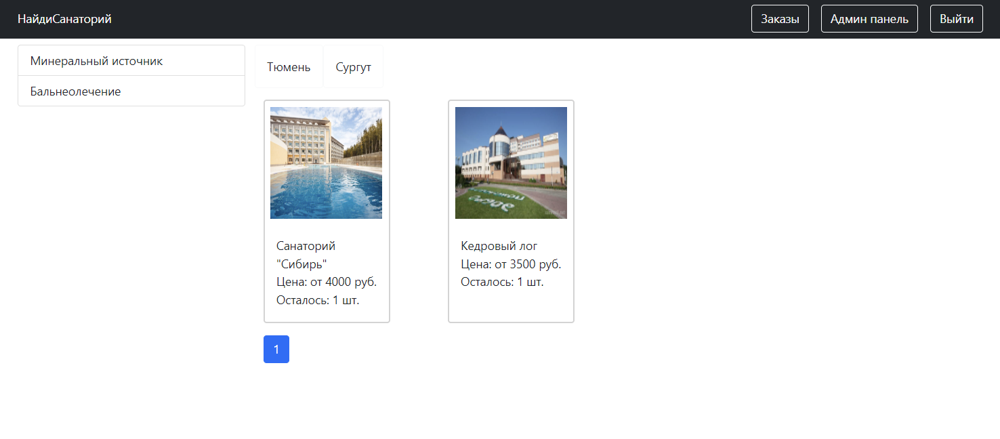 НайдиСанаторий
Заказы
Админ панель
Выйти
Минеральный источник
Бальнеолечение
Тюмень
Сургут
Санаторий
"Сибирь"
Цена: от 4000 руб.
Осталось: 1 шт.
Кедровый лог
Цена: от 3500 руб.
Осталось: 1 шт.
1